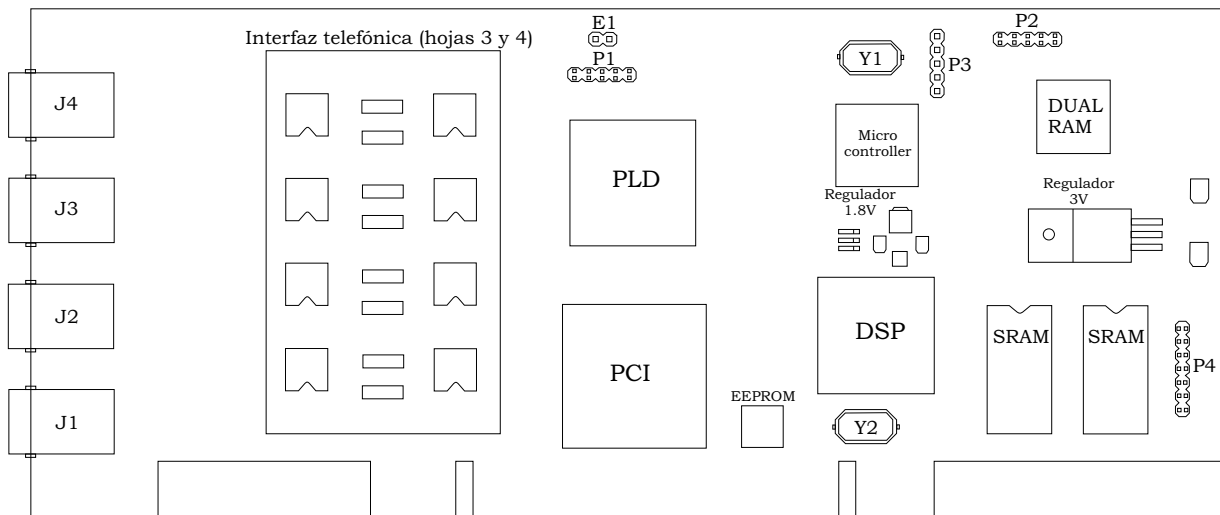 Interfaz telefónica (hojas 3 y 4)
E1
P1
Y1
P3
P2
J4
J3
J2
J1
PLD
Micro
controller
DUAL
RAM
Regulador
1.8V
Regulador
3V
PCI
EEPROM
DSP
Y2
SRAM
SRAM
P4